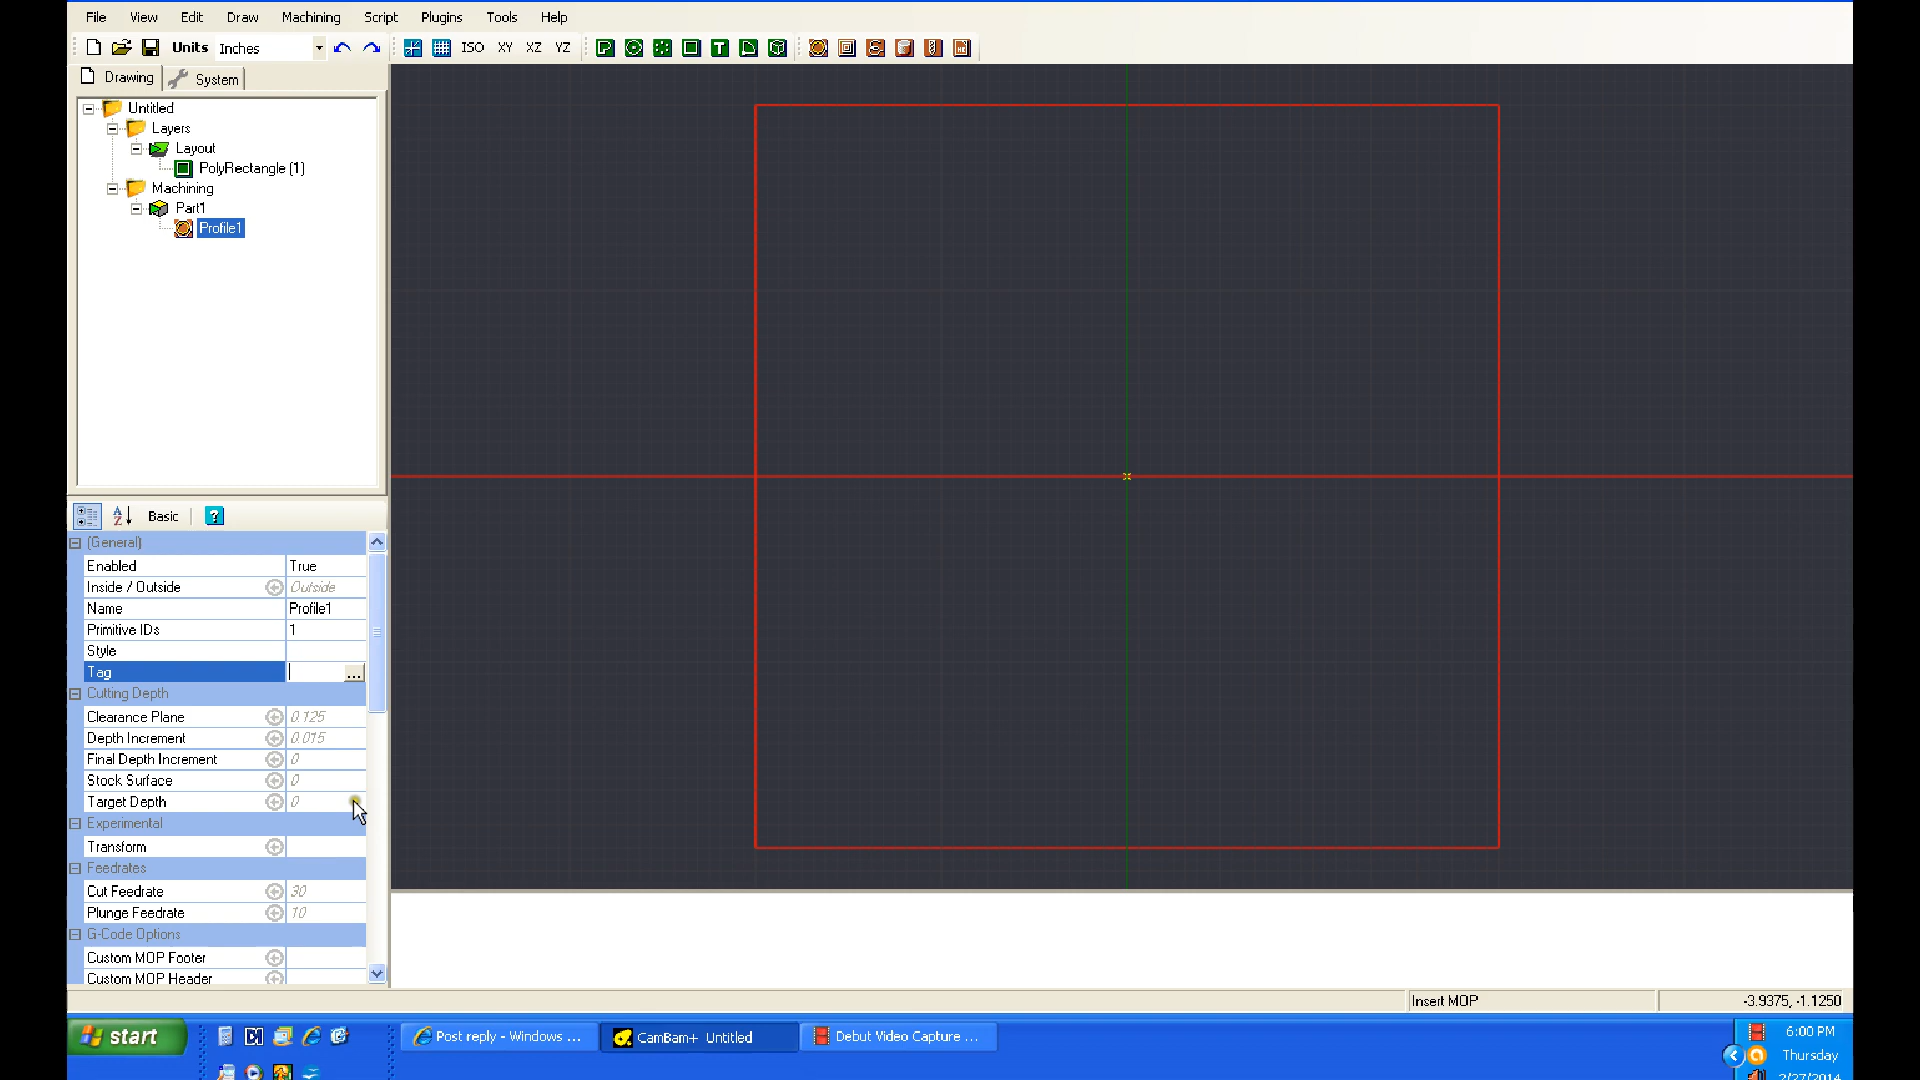 File View Edit Draw Machining Script Plugins Tools Help
Units Inches ISO XY XZ YZ
Drawing System
Untitled
Layers
Layout
PolyRectangle (1)
Machining
Part1
Profile1
Basic
(General)
Enabled True
Inside / Outside Outside
Name Profile1
Primitive IDs 1
Style
Tag ...
Cutting Depth
Clearance Plane 0.125
Depth Increment 0.015
Final Depth Increment 0
Stock Surface 0
Target Depth 0
Experimental
Transform
Feedrates
Cut Feedrate 30
Plunge Feedrate 10
G-Code Options
Custom MOP Footer
Custom MOP Header
Insert MOP -3.9375, -1.1250
start Post reply - Windows ... CamBam+ Untitled Debut Video Capture ... 6:00 PM
Thursday
2/27/2014